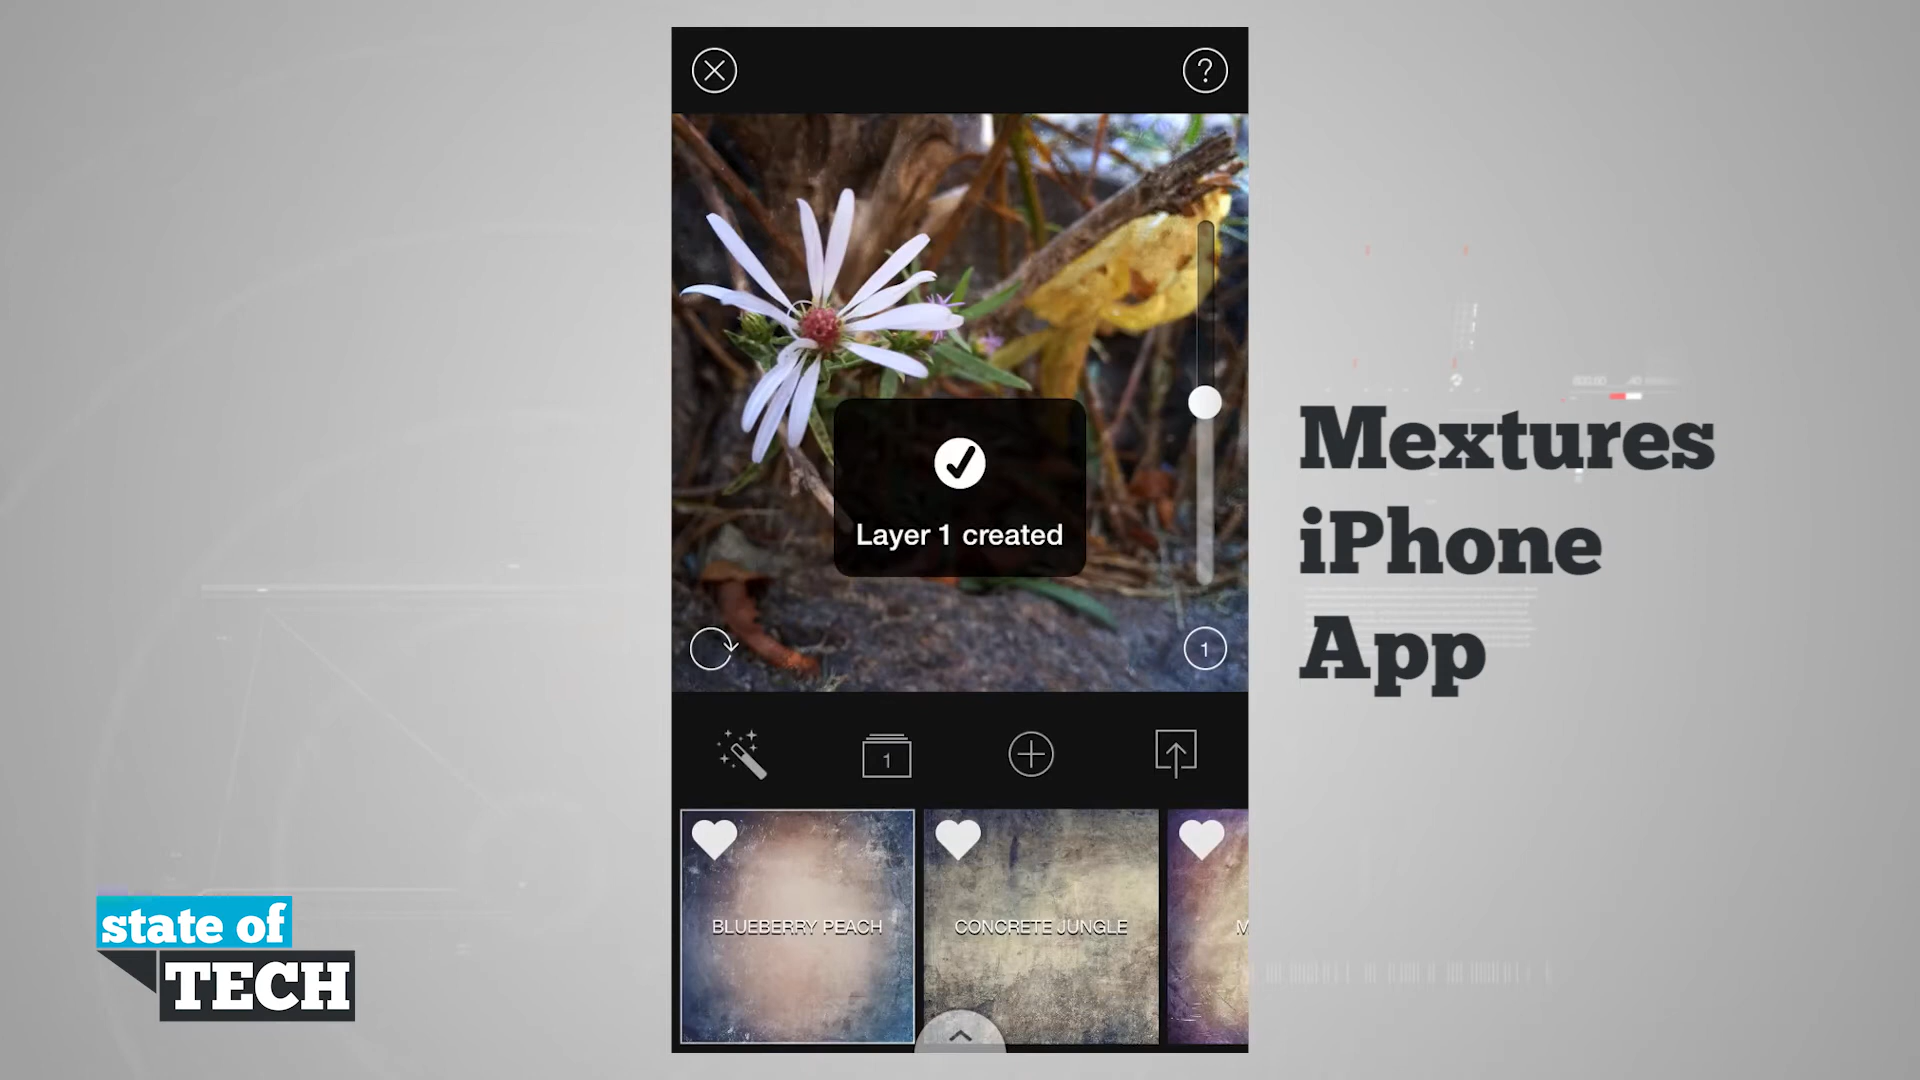 ?
Layer 1 created
1
1
BLUEBERRY PEACH
CONCRETE JUNGLE
M
Mextures
iPhone
App
state of
TECH